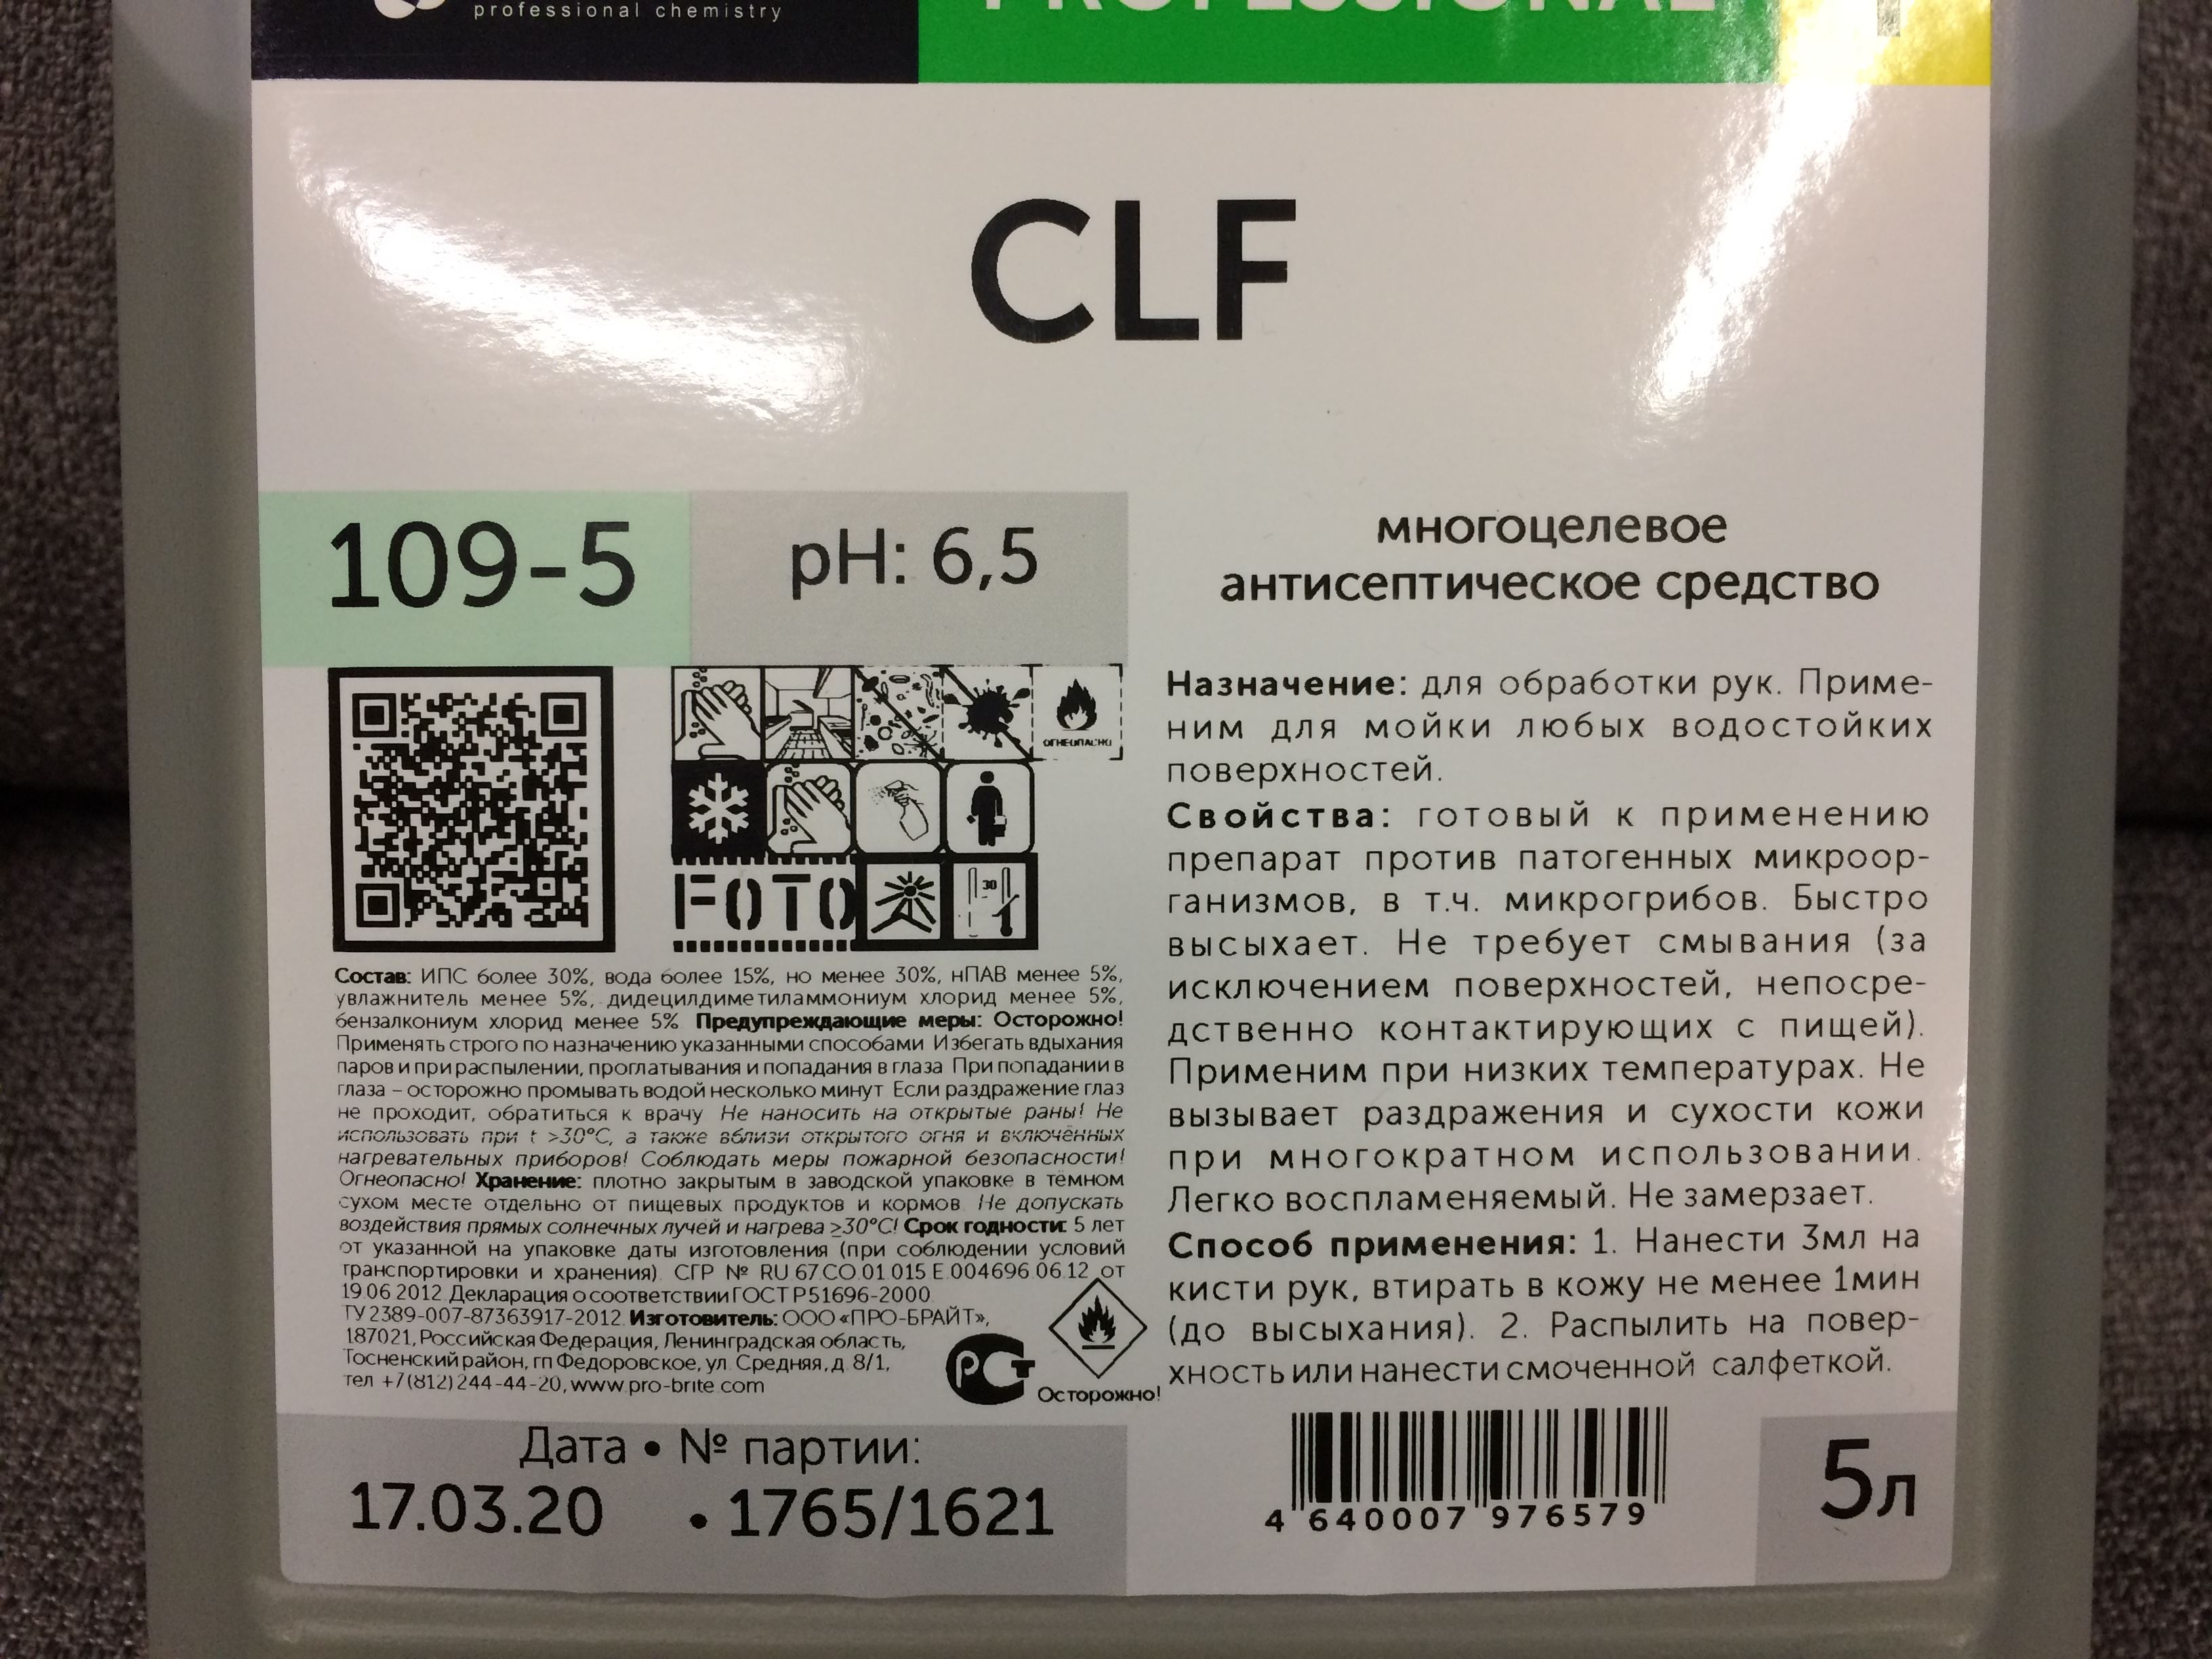 professional chemistry
PROFESSIONAL
CLF
109-5
pH: 6,5
ОГНЕОПАСНО
FOTO
30
Состав: ИПС более 30%, вода более 15%, но менее 30%, нПАВ менее 5%,
увлажнитель менее 5%, дидецилдиметиламмониум хлорид менее 5%,
бензалкониум хлорид менее 5%. Предупреждающие меры: Осторожно!
Применять строго по назначению указанными способами. Избегать вдыхания
паров и при распылении, проглатывания и попадания в глаза. При попадании в
глаза – осторожно промывать водой несколько минут. Если раздражение глаз
не проходит, обратиться к врачу. Не наносить на открытые раны! Не
использовать при t >30°С, а также вблизи открытого огня и включённых
нагревательных приборов! Соблюдать меры пожарной безопасности!
Огнеопасно! Хранение: плотно закрытым в заводской упаковке в тёмном
сухом месте отдельно от пищевых продуктов и кормов. Не допускать
воздействия прямых солнечных лучей и нагрева ≥30°С! Срок годности: 5 лет
от указанной на упаковке даты изготовления (при соблюдении условий
транспортировки и хранения). СГР № RU.67.CO.01.015.Е.004696.06.12 от
19.06.2012. Декларация о соответствии ГОСТ Р 51696-2000.
ТУ 2389-007-87363917-2012. Изготовитель: ООО «ПРО-БРАЙТ»,
187021, Российская Федерация, Ленинградская область,
Тосненский район, гп Федоровское, ул. Средняя, д. 8/1,
тел. +7(812)244-44-20, www.pro-brite.com
РСТ
Осторожно!
многоцелевое
антисептическое средство
Назначение: для обработки рук. Приме-
ним для мойки любых водостойких
поверхностей.
Свойства: готовый к применению
препарат против патогенных микроор-
ганизмов, в т.ч. микрогрибов. Быстро
высыхает. Не требует смывания (за
исключением поверхностей, непосре-
дственно контактирующих с пищей).
Применим при низких температурах. Не
вызывает раздражения и сухости кожи
при многократном использовании.
Легко воспламеняемый. Не замерзает.
Способ применения: 1. Нанести 3мл на
кисти рук, втирать в кожу не менее 1мин
(до высыхания). 2. Распылить на повер-
хность или нанести смоченной салфеткой.
Дата • № партии:
17.03.20 • 1765/1621
4 640007 976579
5л